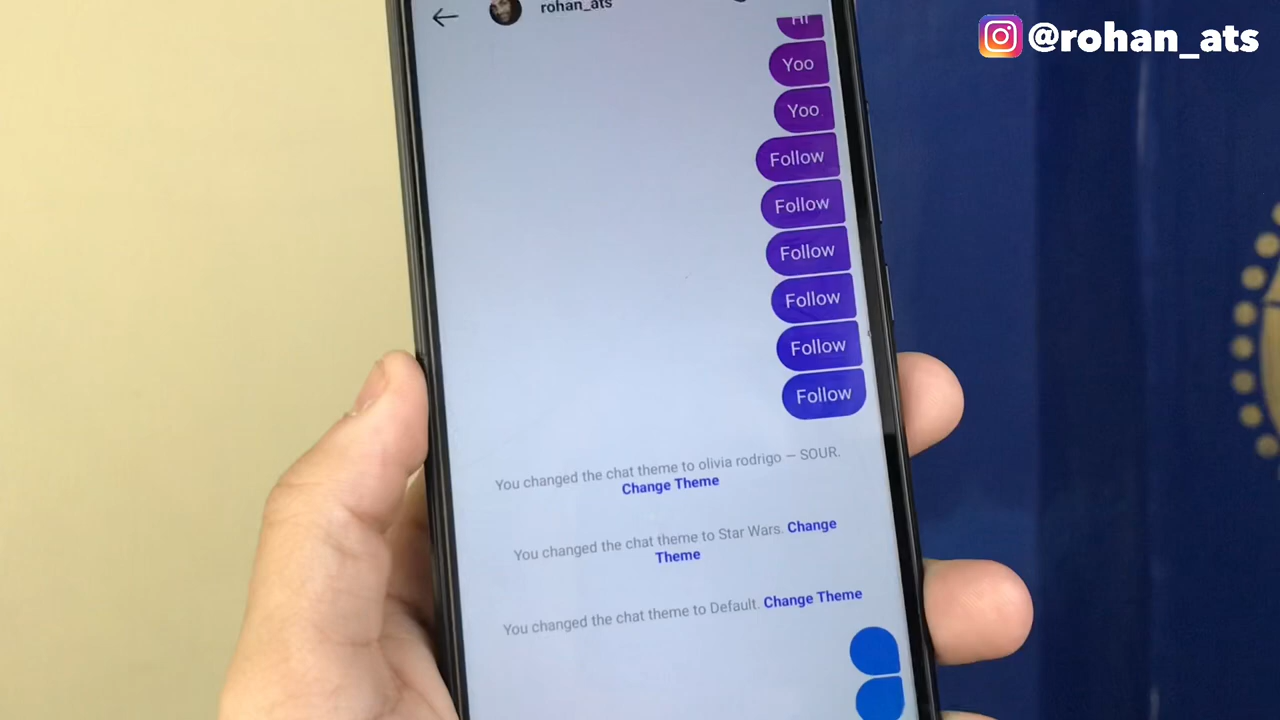 rohan_ats
@rohan_ats
Hi
Yoo
Yoo
Follow
Follow
Follow
Follow
Follow
Follow
You changed the chat theme to olivia rodrigo — SOUR.
Change Theme
You changed the chat theme to Star Wars. Change
Theme
You changed the chat theme to Default. Change Theme